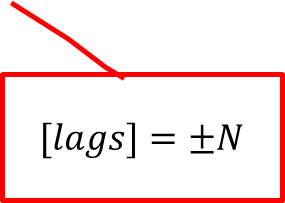 [lags] = ±N